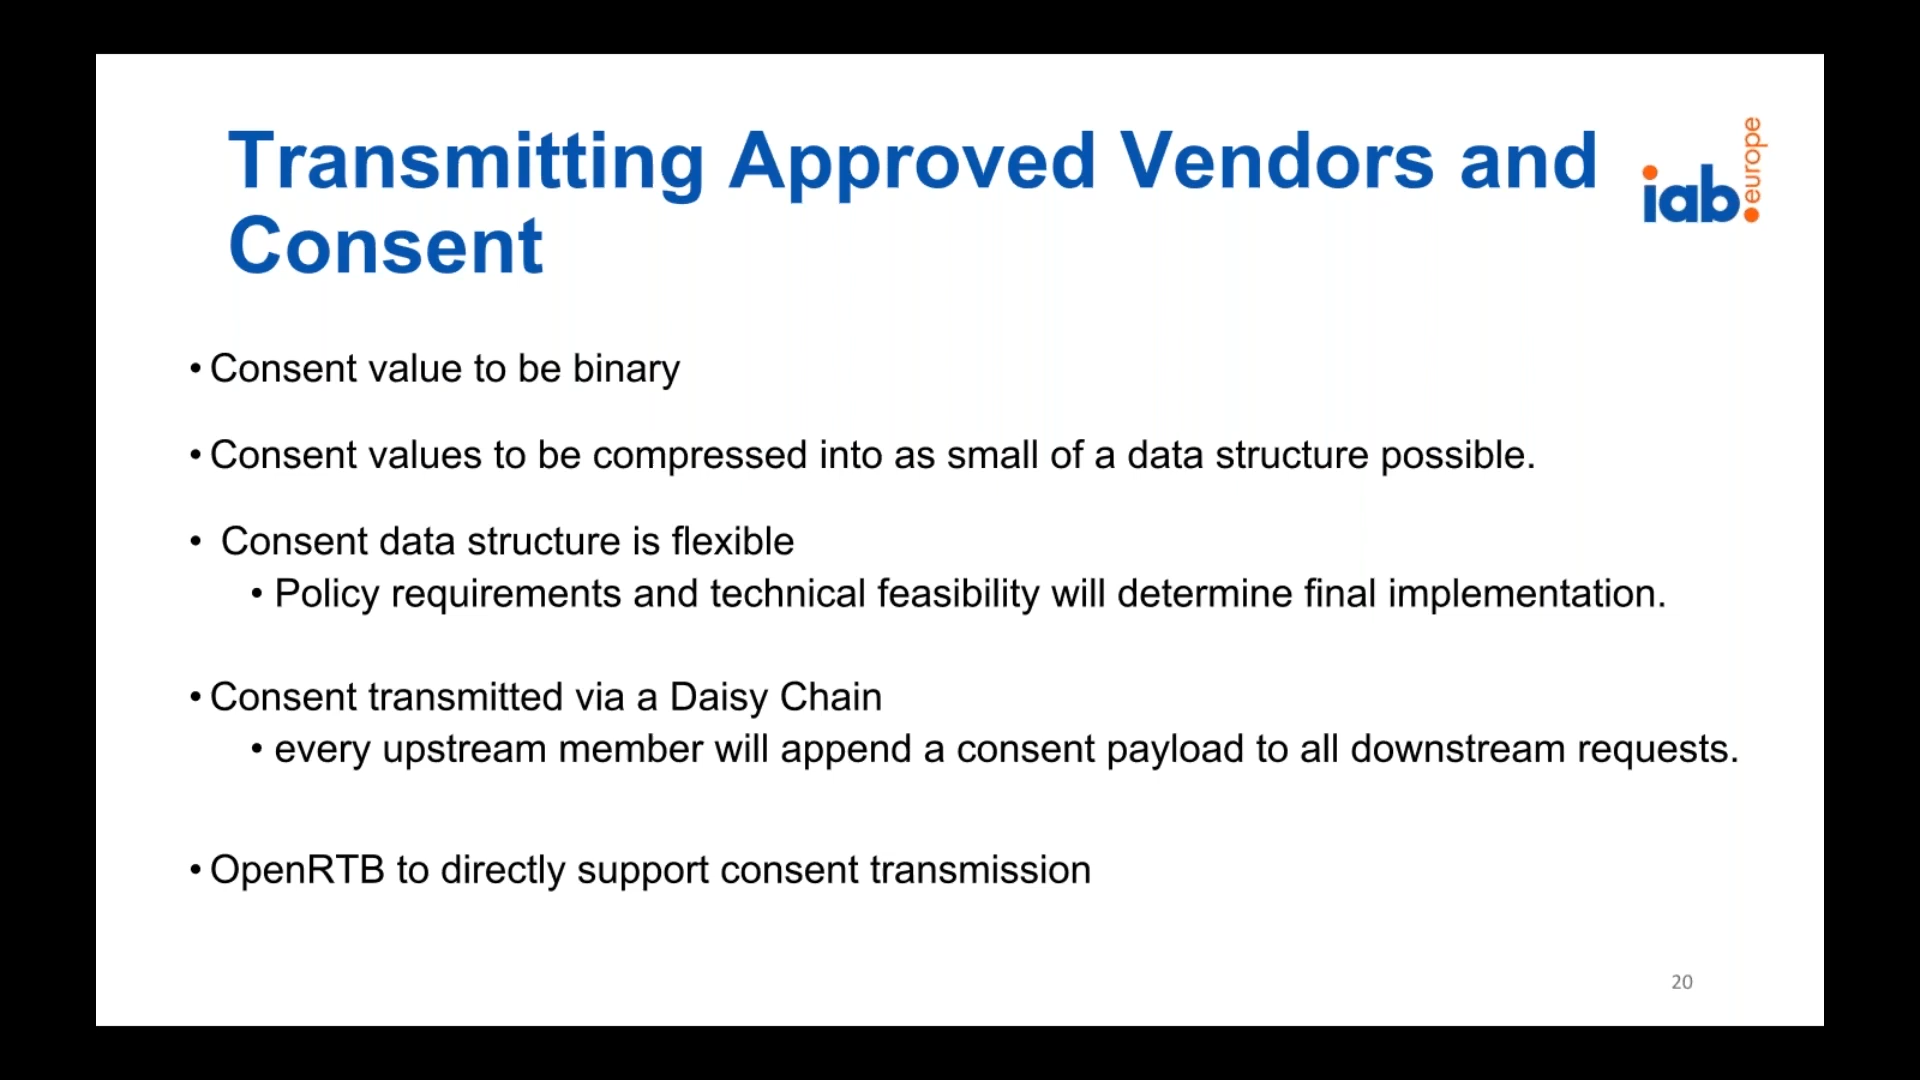 Transmitting Approved Vendors and
Consent
iab europe
• Consent value to be binary
• Consent values to be compressed into as small of a data structure possible.
• Consent data structure is flexible
• Policy requirements and technical feasibility will determine final implementation.
• Consent transmitted via a Daisy Chain
• every upstream member will append a consent payload to all downstream requests.
• OpenRTB to directly support consent transmission
20